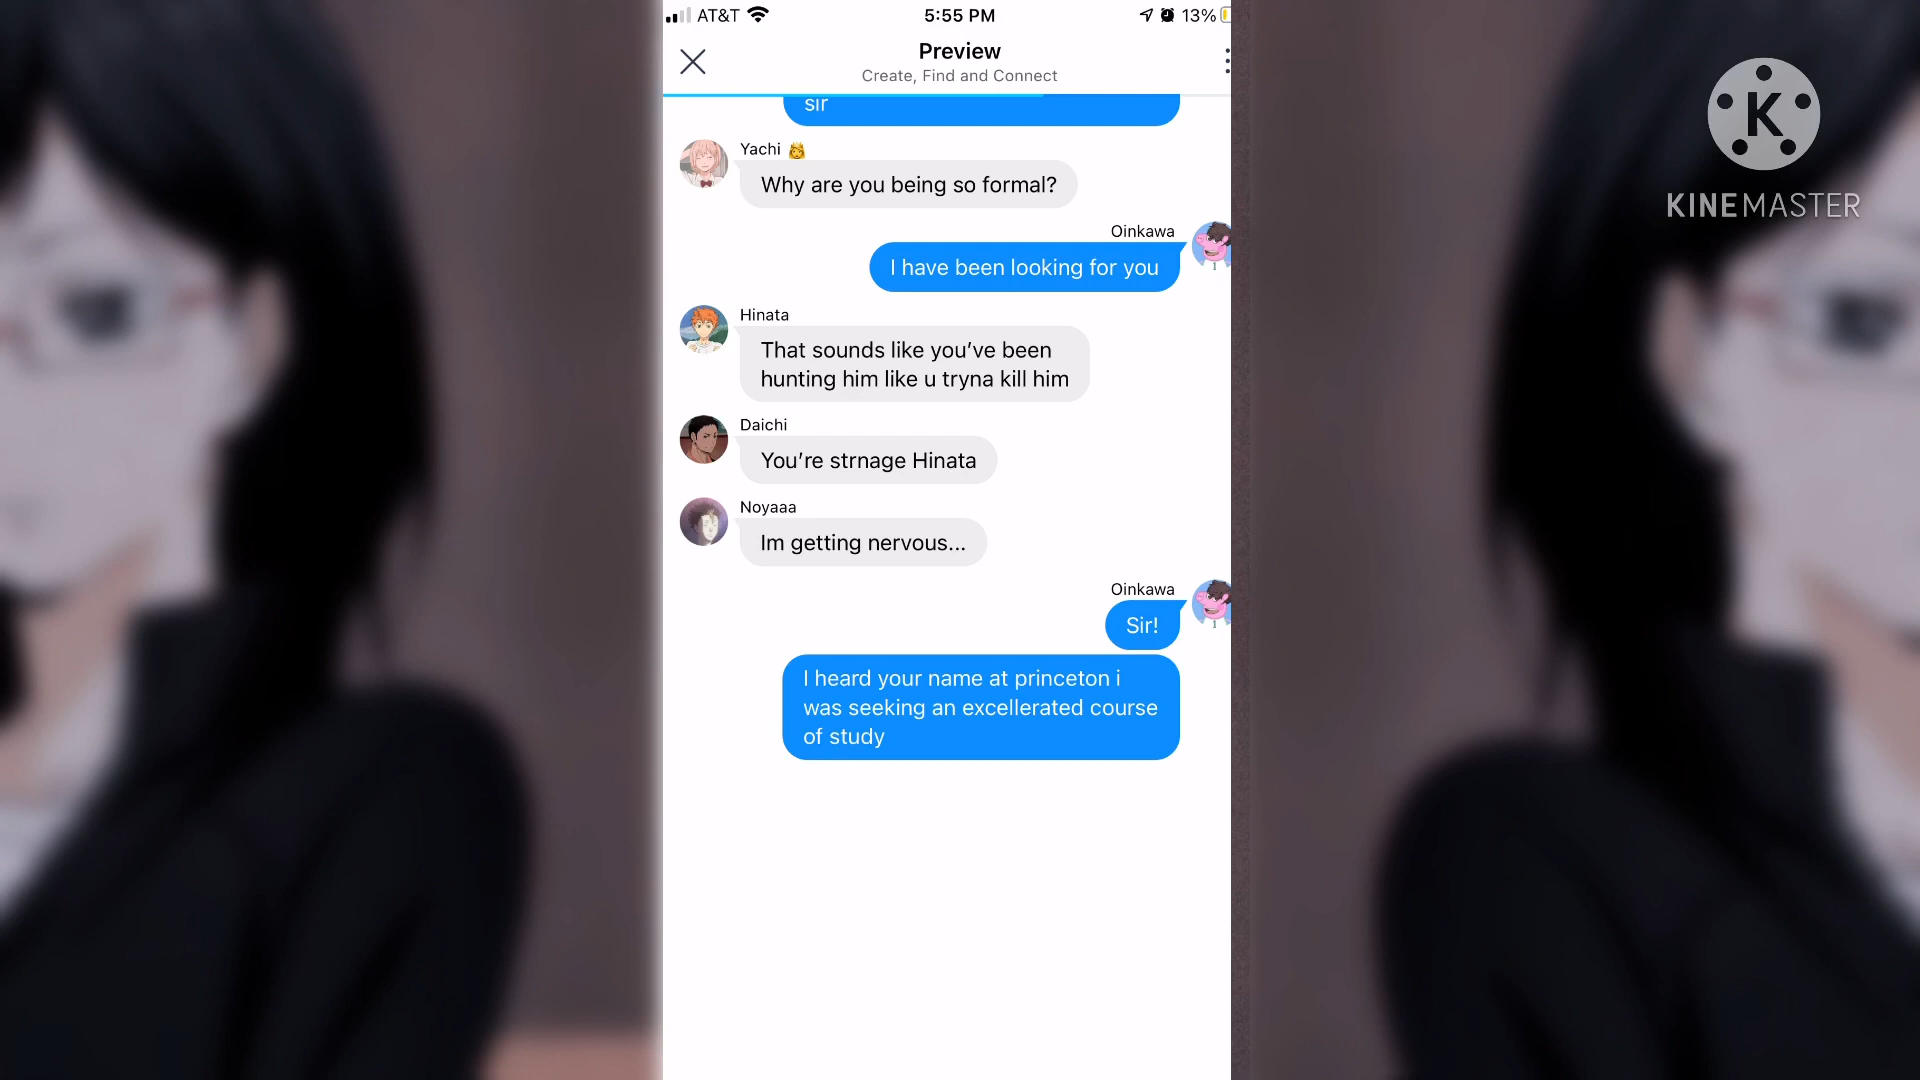 AT&T
5:55 PM
13%
Preview
Create, Find and Connect
sir
Yachi 👸
Why are you being so formal?
Oinkawa
I have been looking for you
Hinata
That sounds like you’ve been
hunting him like u tryna kill him
Daichi
You’re strnage Hinata
Noyaaa
Im getting nervous...
Oinkawa
Sir!
I heard your name at princeton i
was seeking an excellerated course
of study
K
KINEMASTER